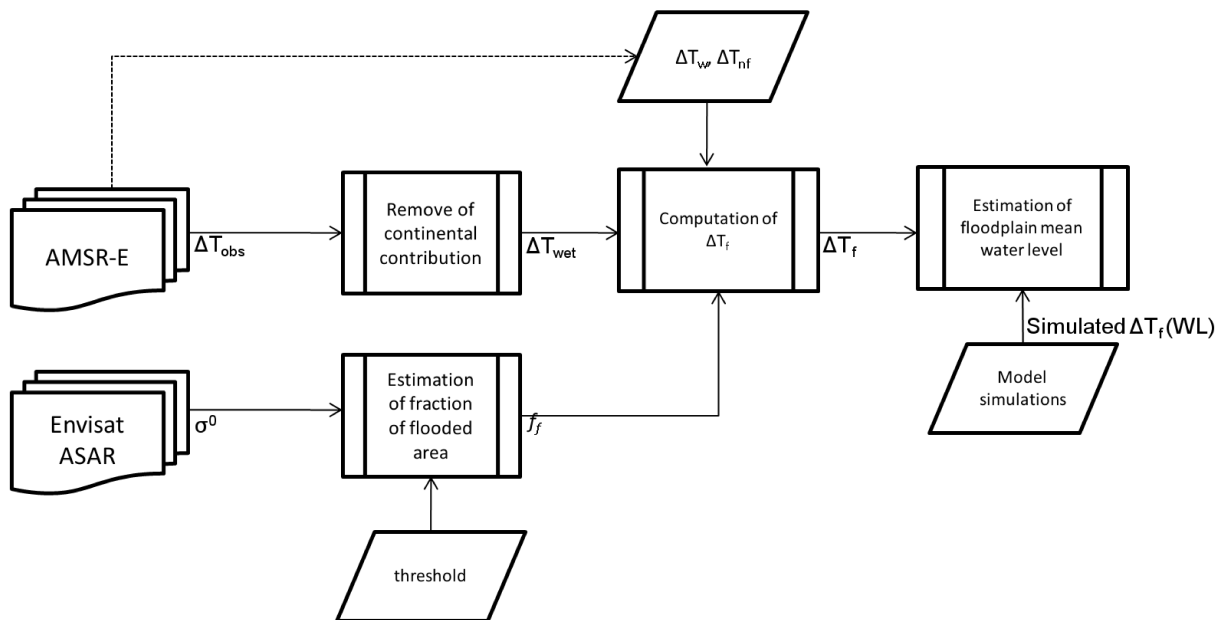 ΔTw, ΔTnf
AMSR-E
ΔTobs
Remove of
continental
contribution
ΔTwet
Computation of
ΔTf
ΔTf
Estimation of
floodplain mean
water level
Simulated ΔTf(WL)
Model
simulations
Envisat
ASAR
σ⁰
Estimation
of fraction
of flooded
area
ff
threshold